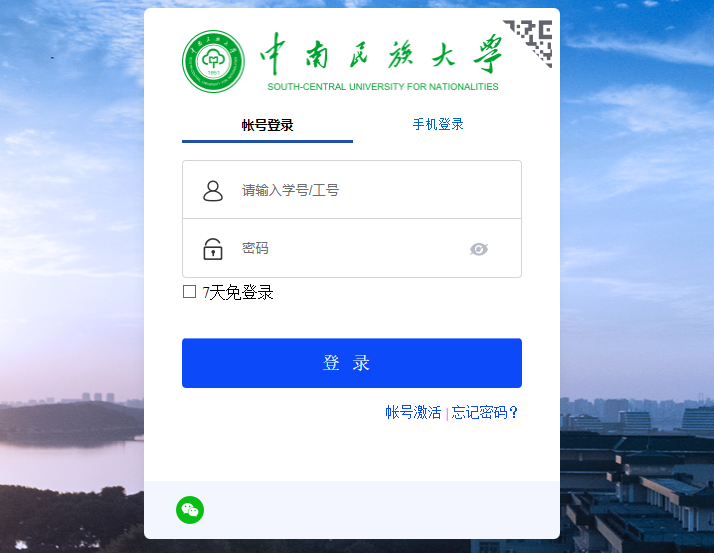 中南民族大學
SOUTH-CENTRAL UNIVERSITY FOR NATIONALITIES
1951
帐号登录
手机登录
请输入学号/工号
密码
7天免登录
登 录
帐号激活 | 忘记密码？